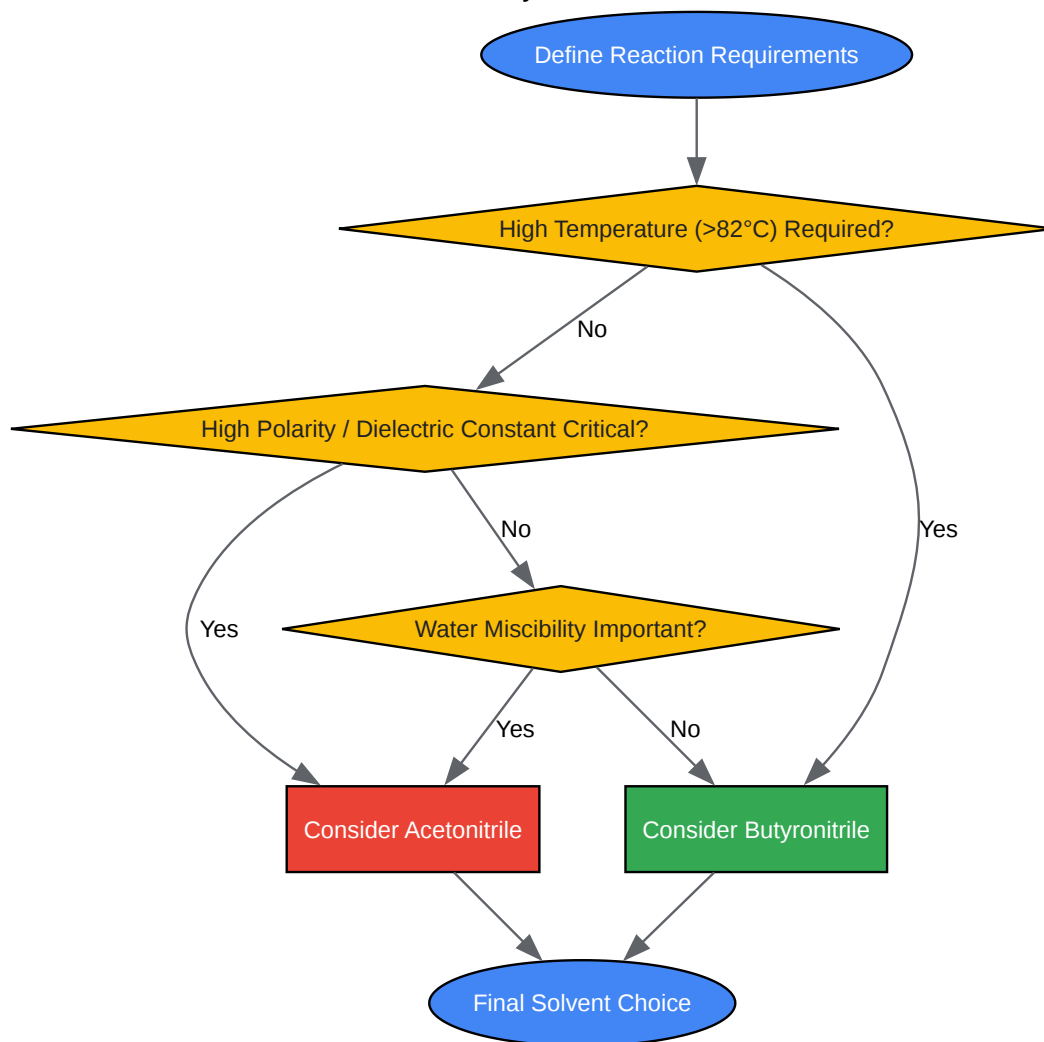 Define Reaction Requirements
High Temperature (>82°C) Required?
No
High Polarity / Dielectric Constant Critical?
No
Yes
Yes
Water Miscibility Important?
Yes
No
Consider Acetonitrile
Consider Butyronitrile
Final Solvent Choice